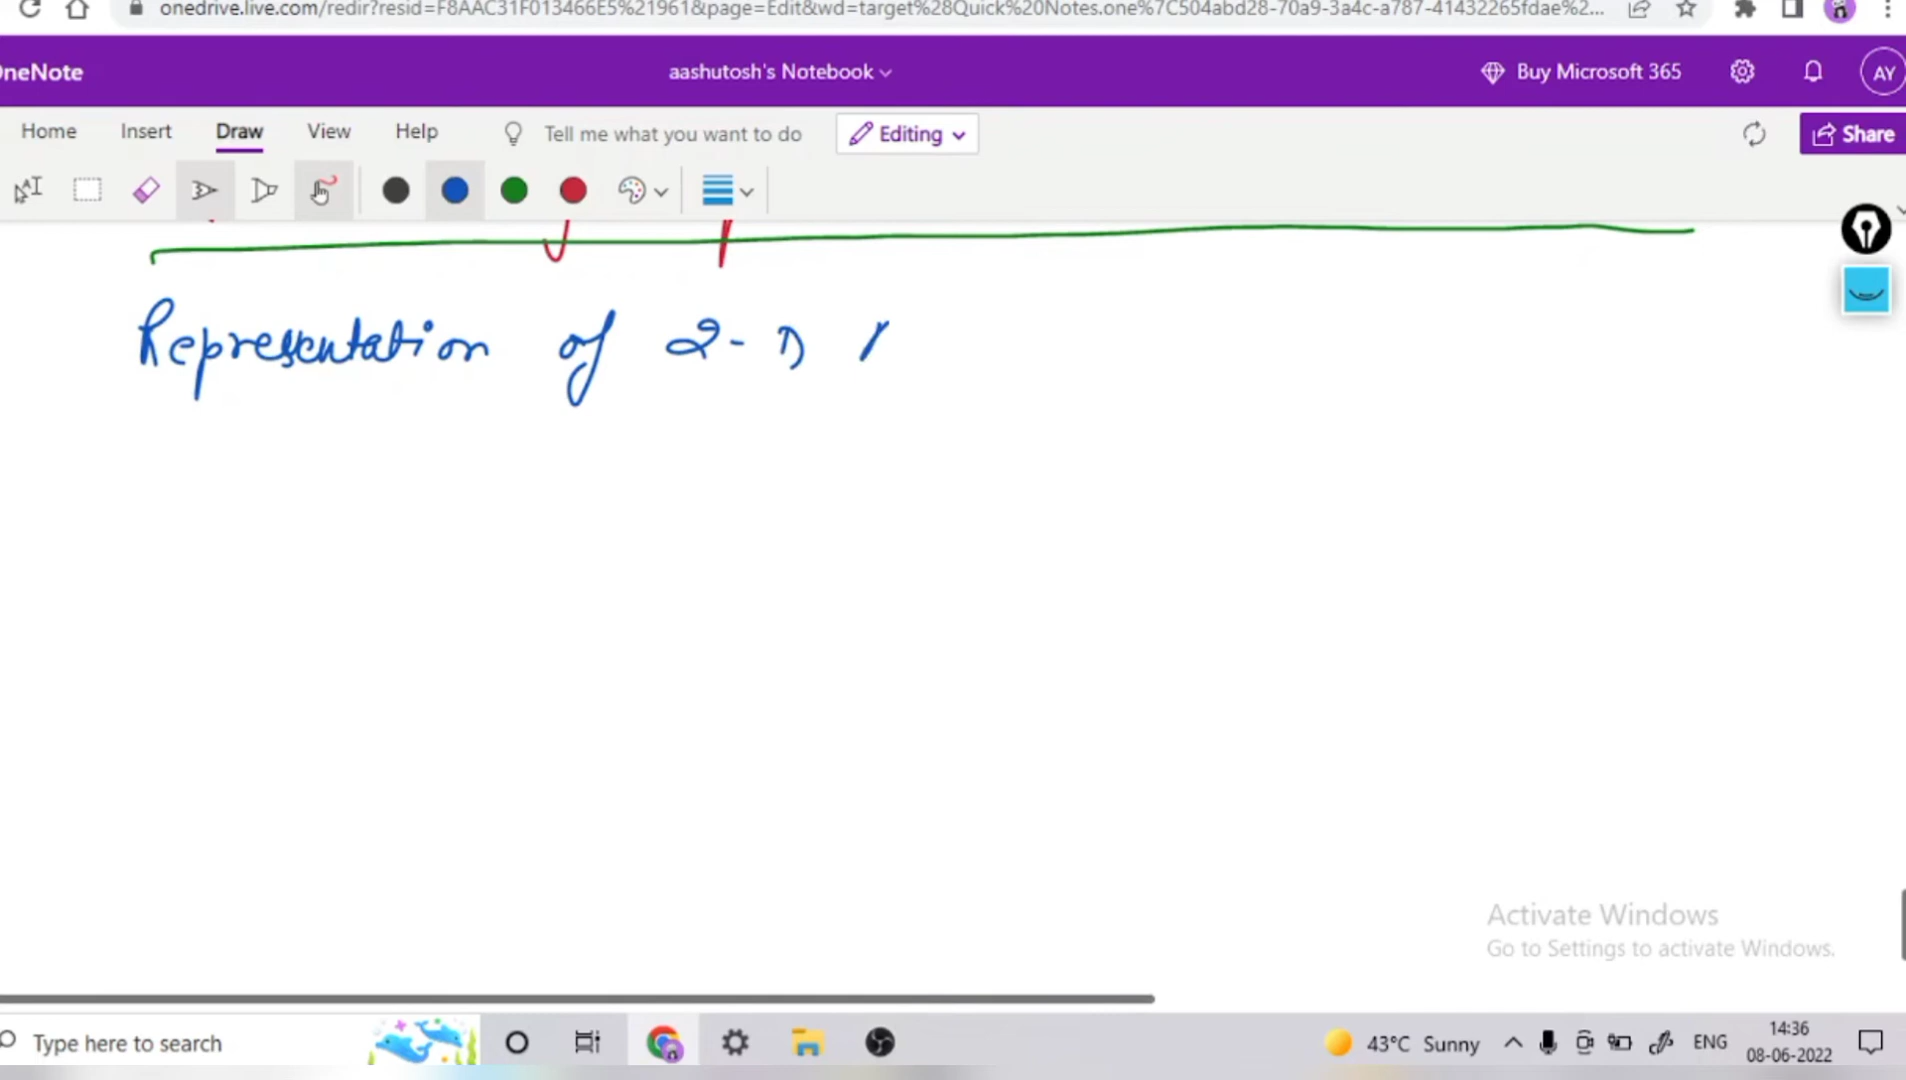 onedrive.live.com/redir?resid=F8AAC31F013466E5%21961&page=Edit&wd=target%28Quick%20Notes.one%7C504abd28-70a9-3a4c-a787-41432265fdae%2...
OneNote aashutosh's Notebook Buy Microsoft 365 AY
Home Insert Draw View Help Tell me what you want to do Editing Share
Representation of 2-D
Activate Windows
Go to Settings to activate Windows.
Type here to search 43°C Sunny ENG 14:36
08-06-2022